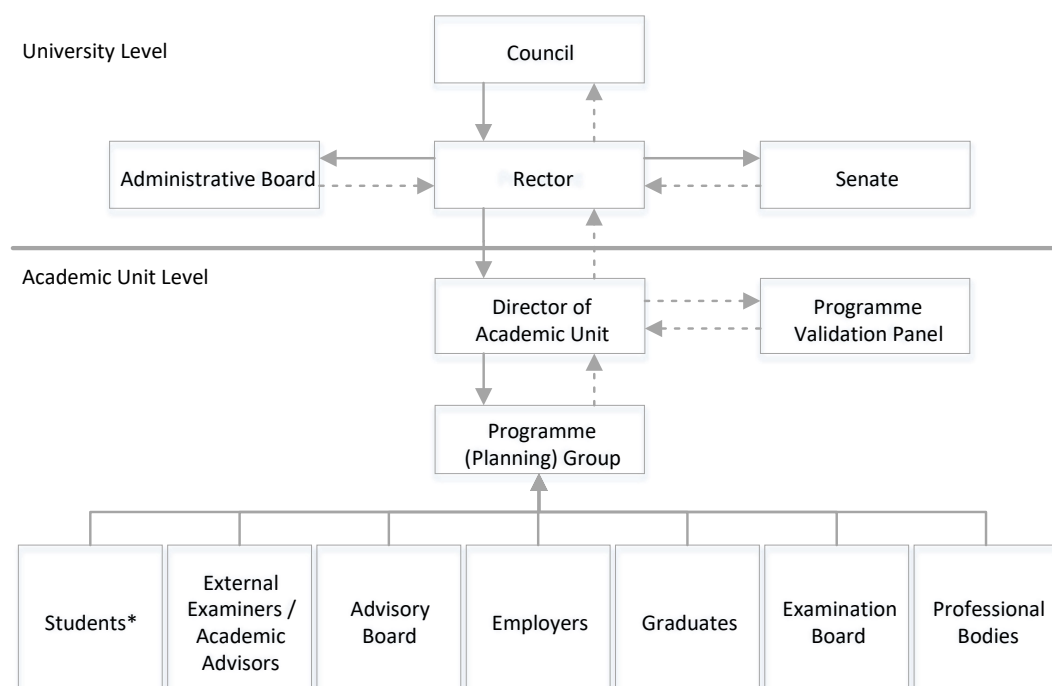 University Level
Council
Administrative Board
Rector
Senate
Academic Unit Level
Director of
Academic Unit
Programme
Validation Panel
Programme
(Planning) Group
Students*
External
Examiners /
Academic
Advisors
Advisory
Board
Employers
Graduates
Examination
Board
Professional
Bodies